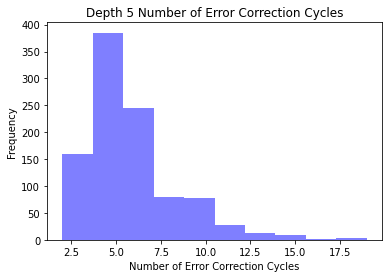 Depth 5 Number of Error Correction Cycles
400
350
300
250
200
150
100
50
0
Frequency
2.5 5.0 7.5 10.0 12.5 15.0 17.5
Number of Error Correction Cycles